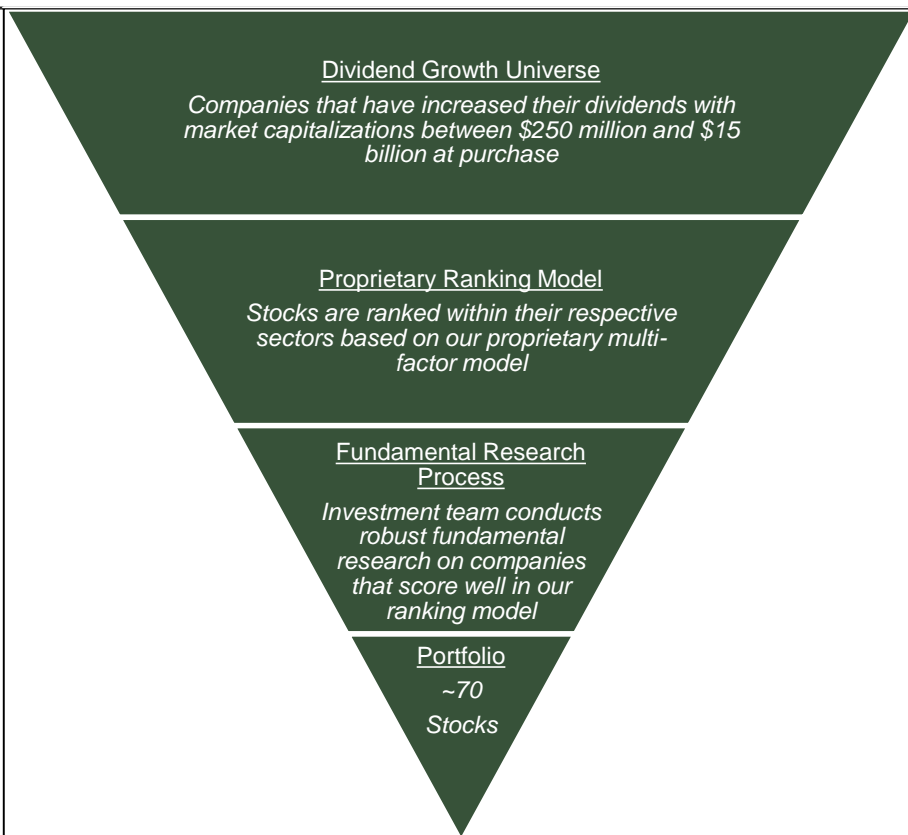 Dividend Growth Universe
Companies that have increased their dividends with
market capitalizations between $250 million and $15
billion at purchase
Proprietary Ranking Model
Stocks are ranked within their respective
sectors based on our proprietary multi-
factor model
Fundamental Research
Process
Investment team conducts
robust fundamental
research on companies
that score well in our
ranking model
Portfolio
~70
Stocks